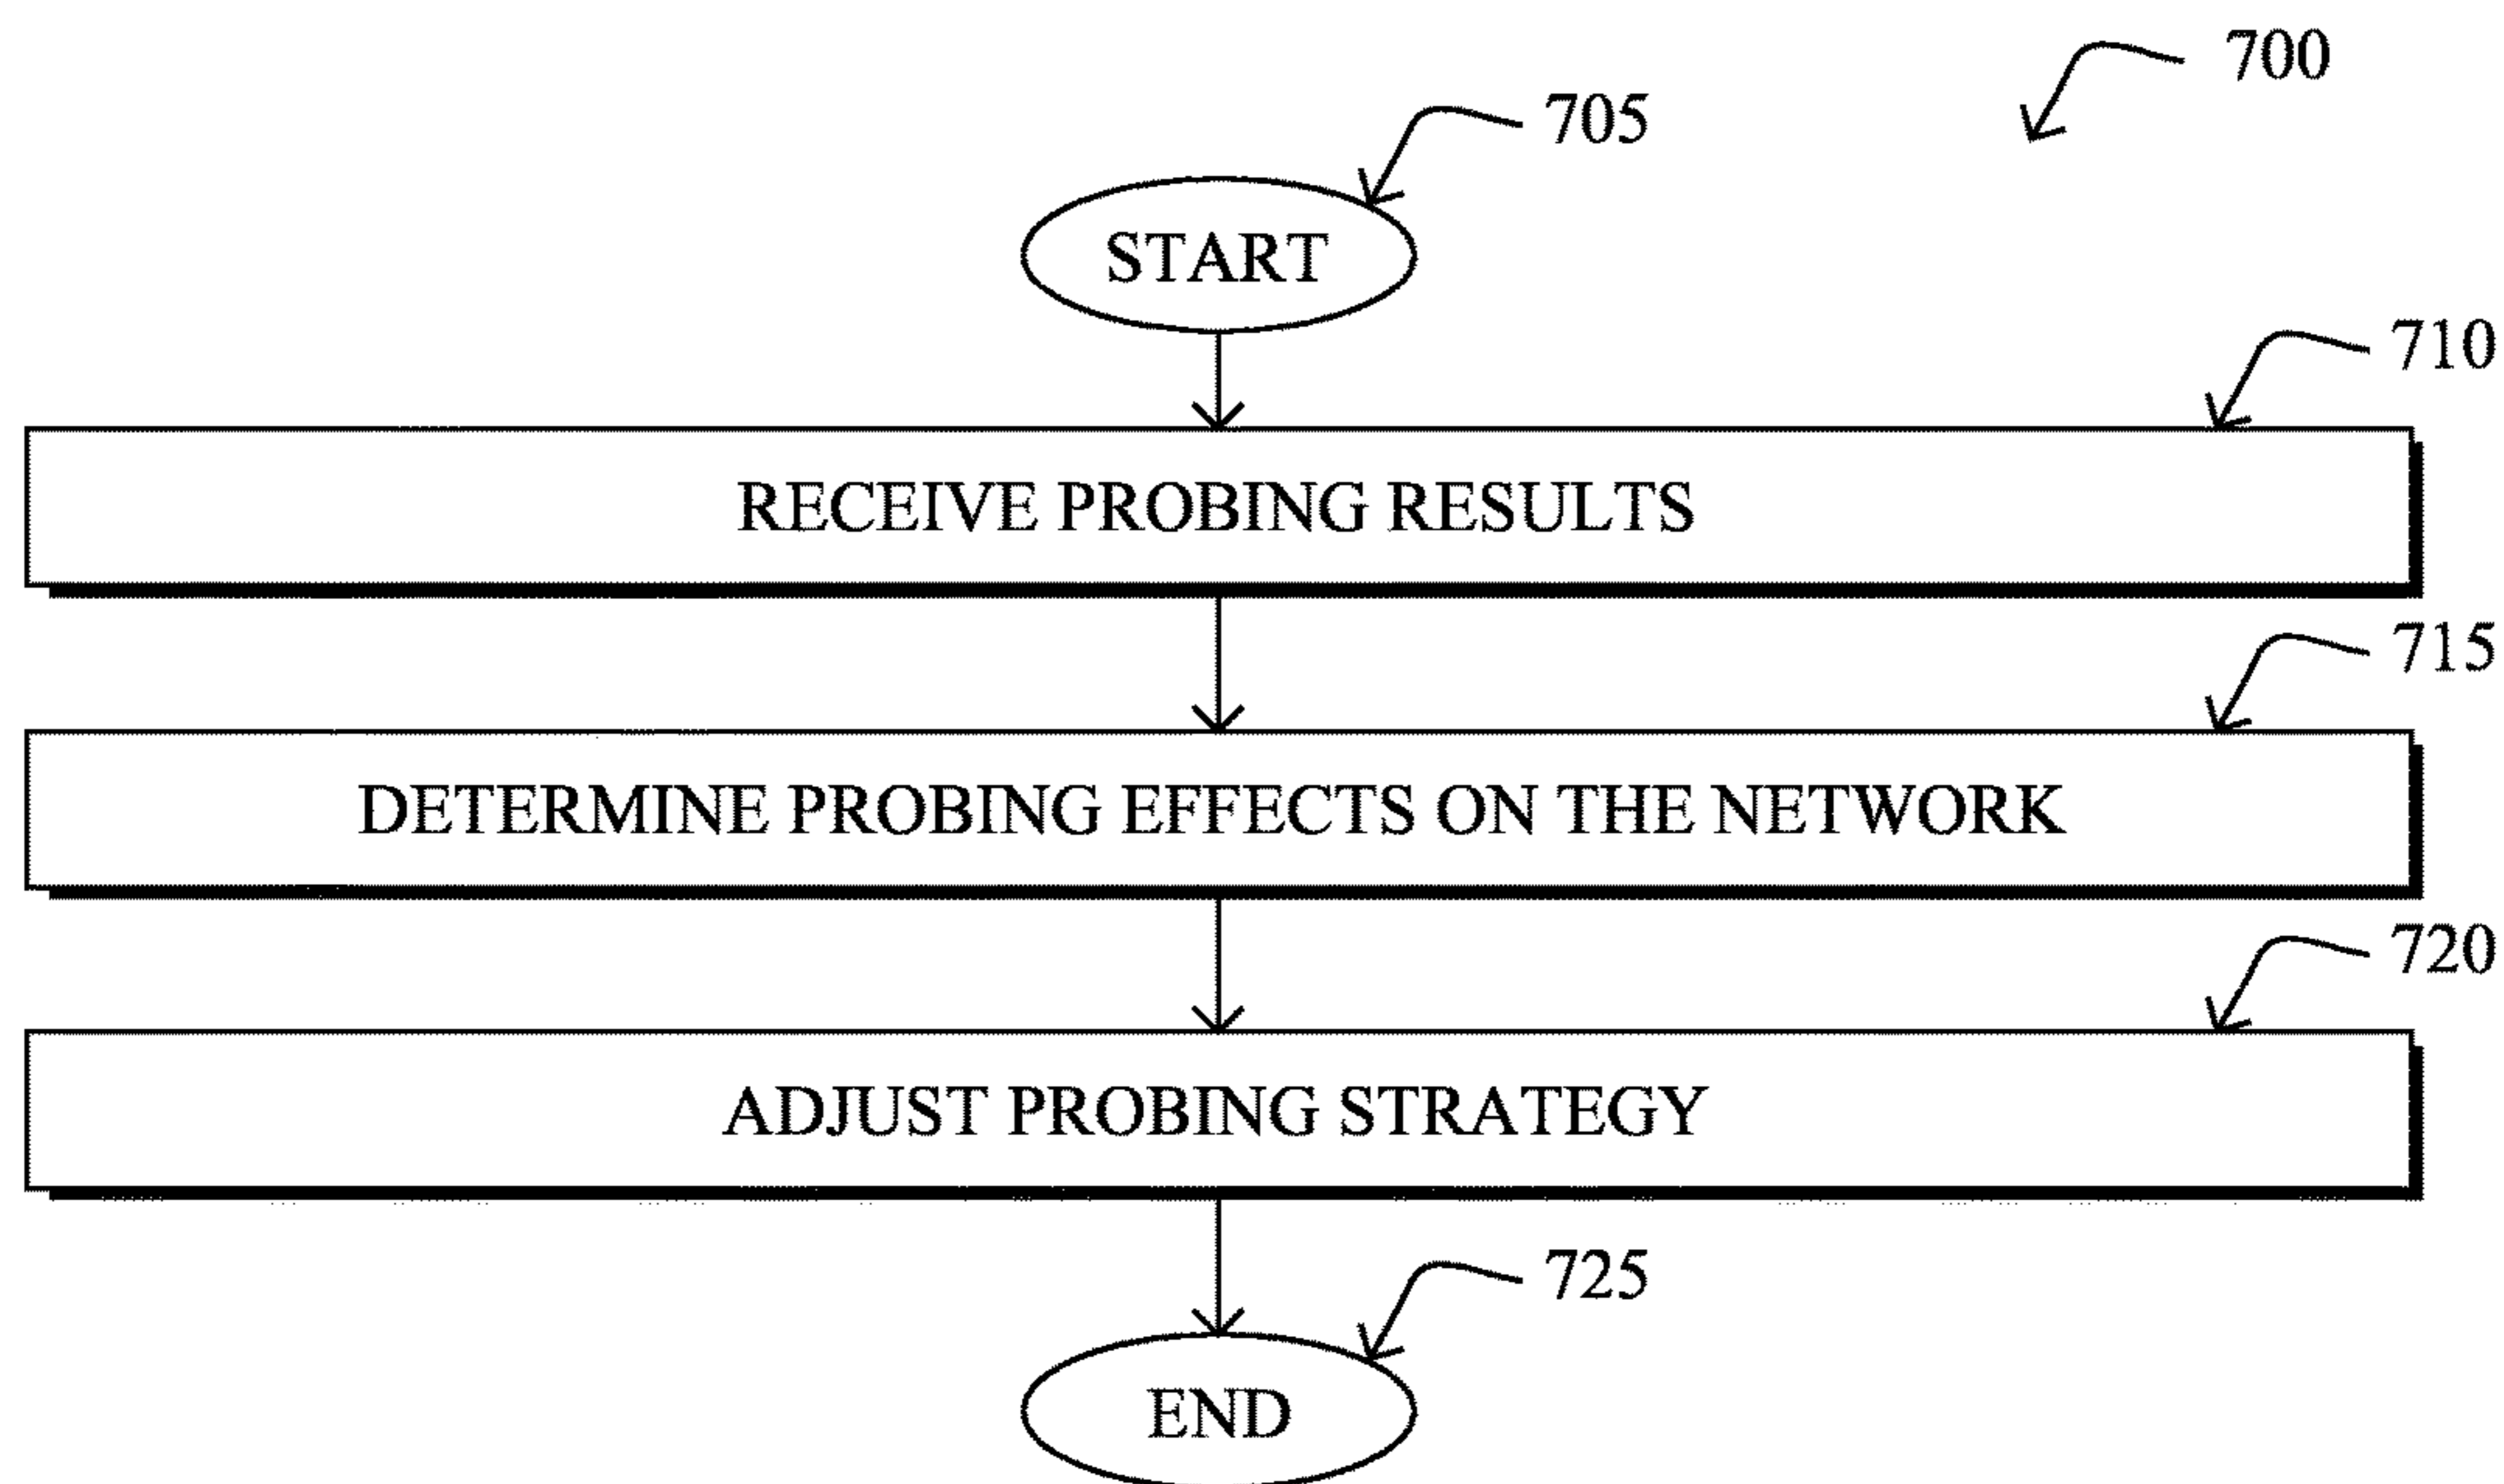 700
705
START
710
RECEIVE PROBING RESULTS
715
DETERMINE PROBING EFFECTS ON THE NETWORK
720
ADJUST PROBING STRATEGY
725
END